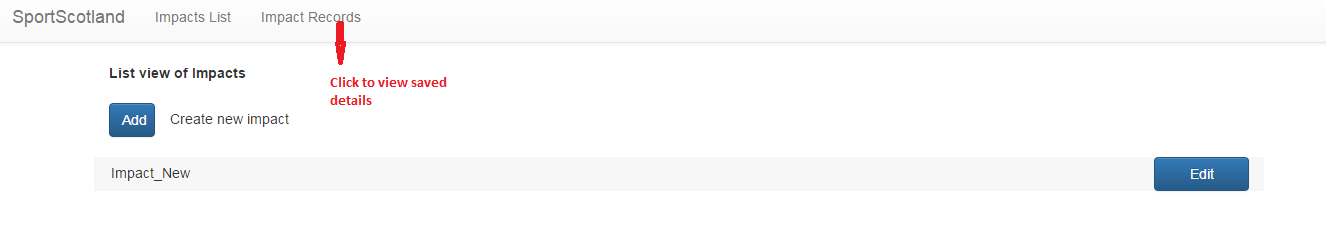 SportScotland Impacts List Impact Records
List view of Impacts
Click to view saved
details
Add Create new impact
Impact_New Edit